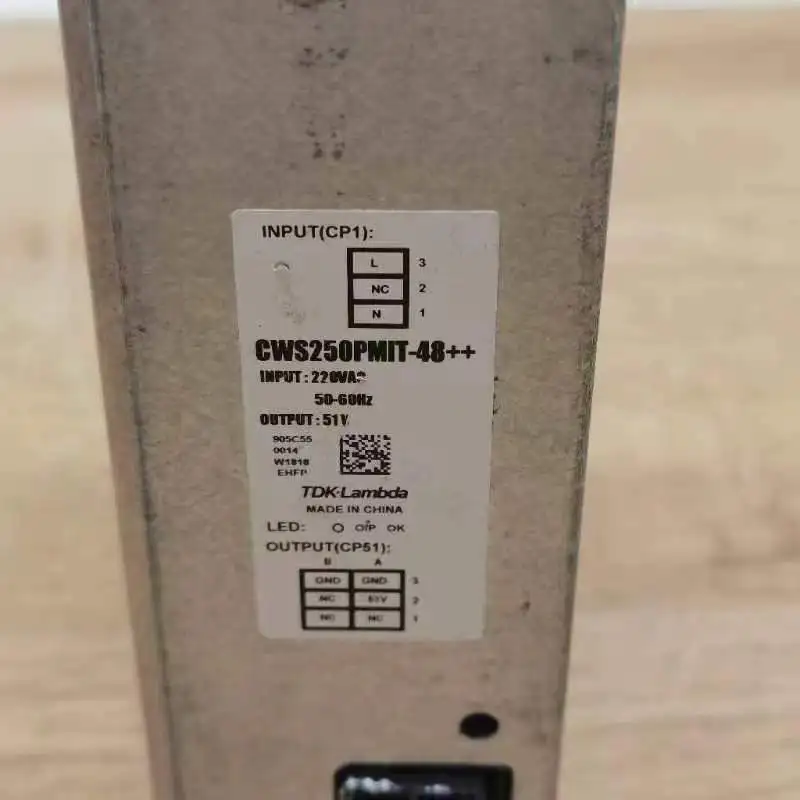 INPUT(CP1):
L 3
NC 2
N 1
CWS250PMIT-48++
INPUT : 220VAC
50-60Hz
OUTPUT : 51V
905C55
0014
W1818
EHFP
TDK-Lambda
MADE IN CHINA
LED: O/P OK
OUTPUT(CP51):
B A
GND GND 3
NC 51V 2
NC NC 1